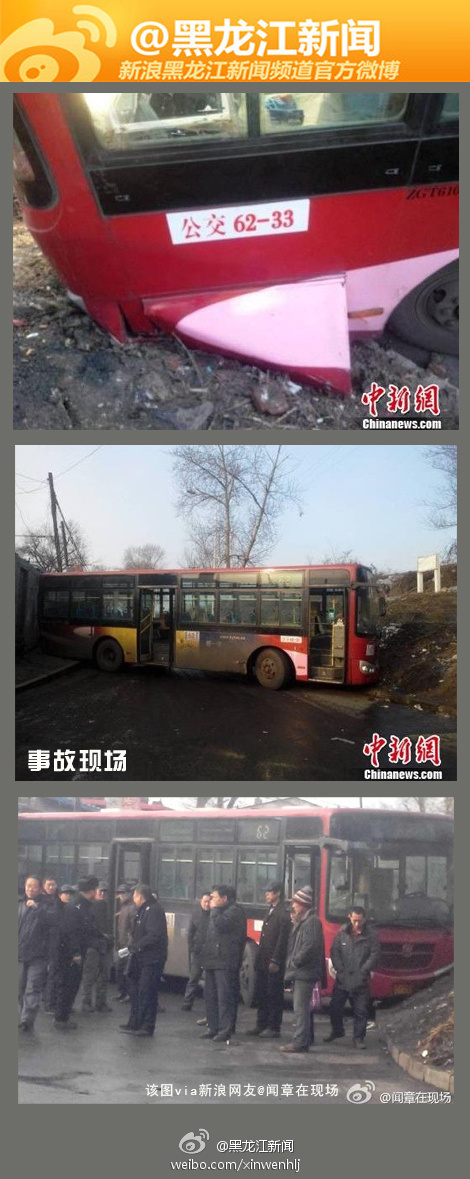 @黑龙江新闻
新浪黑龙江新闻频道官方微博
公交 62-33
ZGT610
中新网
Chinanews.com
事故现场
中新网
Chinanews.com
62
该图via新浪网友@闻章在现场
@闻章在现场
@黑龙江新闻
weibo.com/xinwenhlj